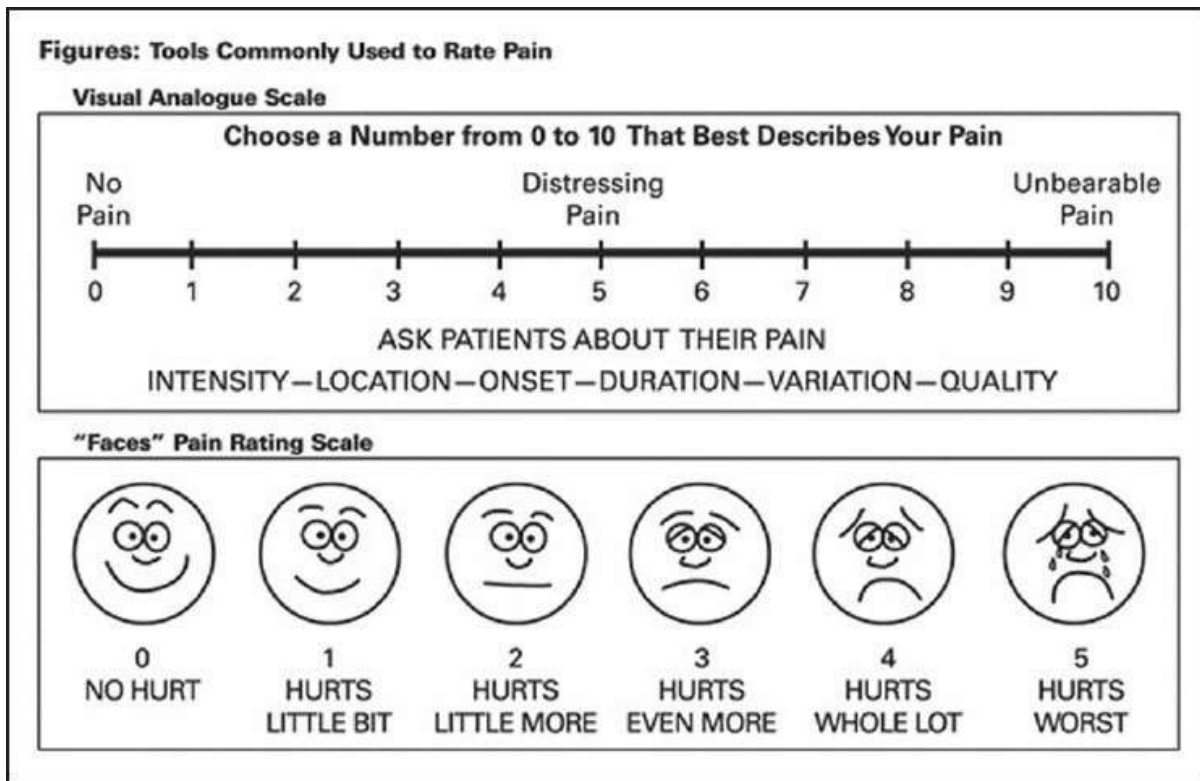 Figures: Tools Commonly Used to Rate Pain
Visual Analogue Scale
Choose a Number from 0 to 10 That Best Describes Your Pain
No Pain
Distressing Pain
Unbearable Pain
0 1 2 3 4 5 6 7 8 9 10
ASK PATIENTS ABOUT THEIR PAIN
INTENSITY—LOCATION—ONSET—DURATION—VARIATION—QUALITY
"Faces" Pain Rating Scale
0
NO HURT
1
HURTS
LITTLE BIT
2
HURTS
LITTLE MORE
3
HURTS
EVEN MORE
4
HURTS
WHOLE LOT
5
HURTS
WORST